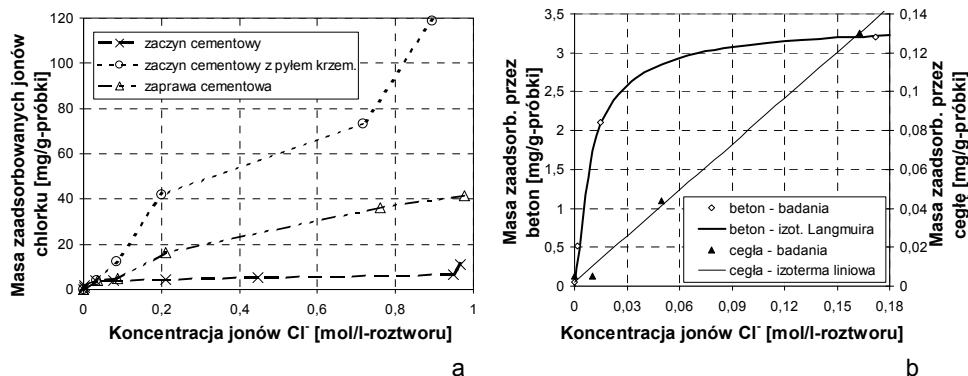 Masa zaadsorbowanych jonów
chlorku [mg/g-próbki]
120
100
80
60
40
20
0
zaczyn cementowy
zaczyn cementowy z pyłem krzem.
zaprawa cementowa
0
0,2
0,4
0,6
0,8
1
Koncentracja jonów Cl⁻ [mol/l-roztworu]
a
Masa zaadsorb. przez
beton [mg/g-próbki]
3,5
3
2,5
2
1,5
1
0,5
0
beton - badania
beton - izot. Langmuira
cegła - badania
cegła - izoterma liniowa
0,14
0,12
0,1
0,08
0,06
0,04
0,02
0
Masa zaadsorb. przez
cegłę [mg/g-próbki]
0,00
0,03
0,06
0,09
0,12
0,15
0,18
Koncentracja jonów Cl⁻ [mol/l-roztworu]
b